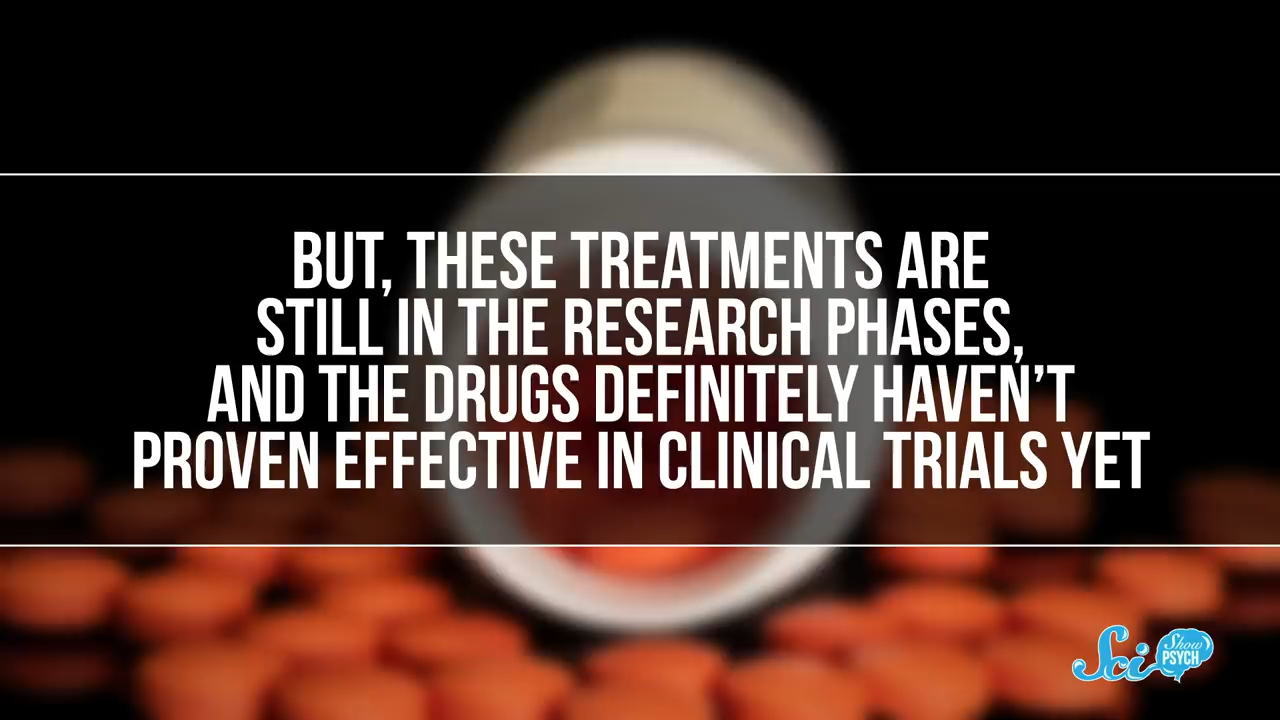 BUT, THESE TREATMENTS ARE
STILL IN THE RESEARCH PHASES,
AND THE DRUGS DEFINITELY HAVEN’T
PROVEN EFFECTIVE IN CLINICAL TRIALS YET
Sci Show
PSYCH